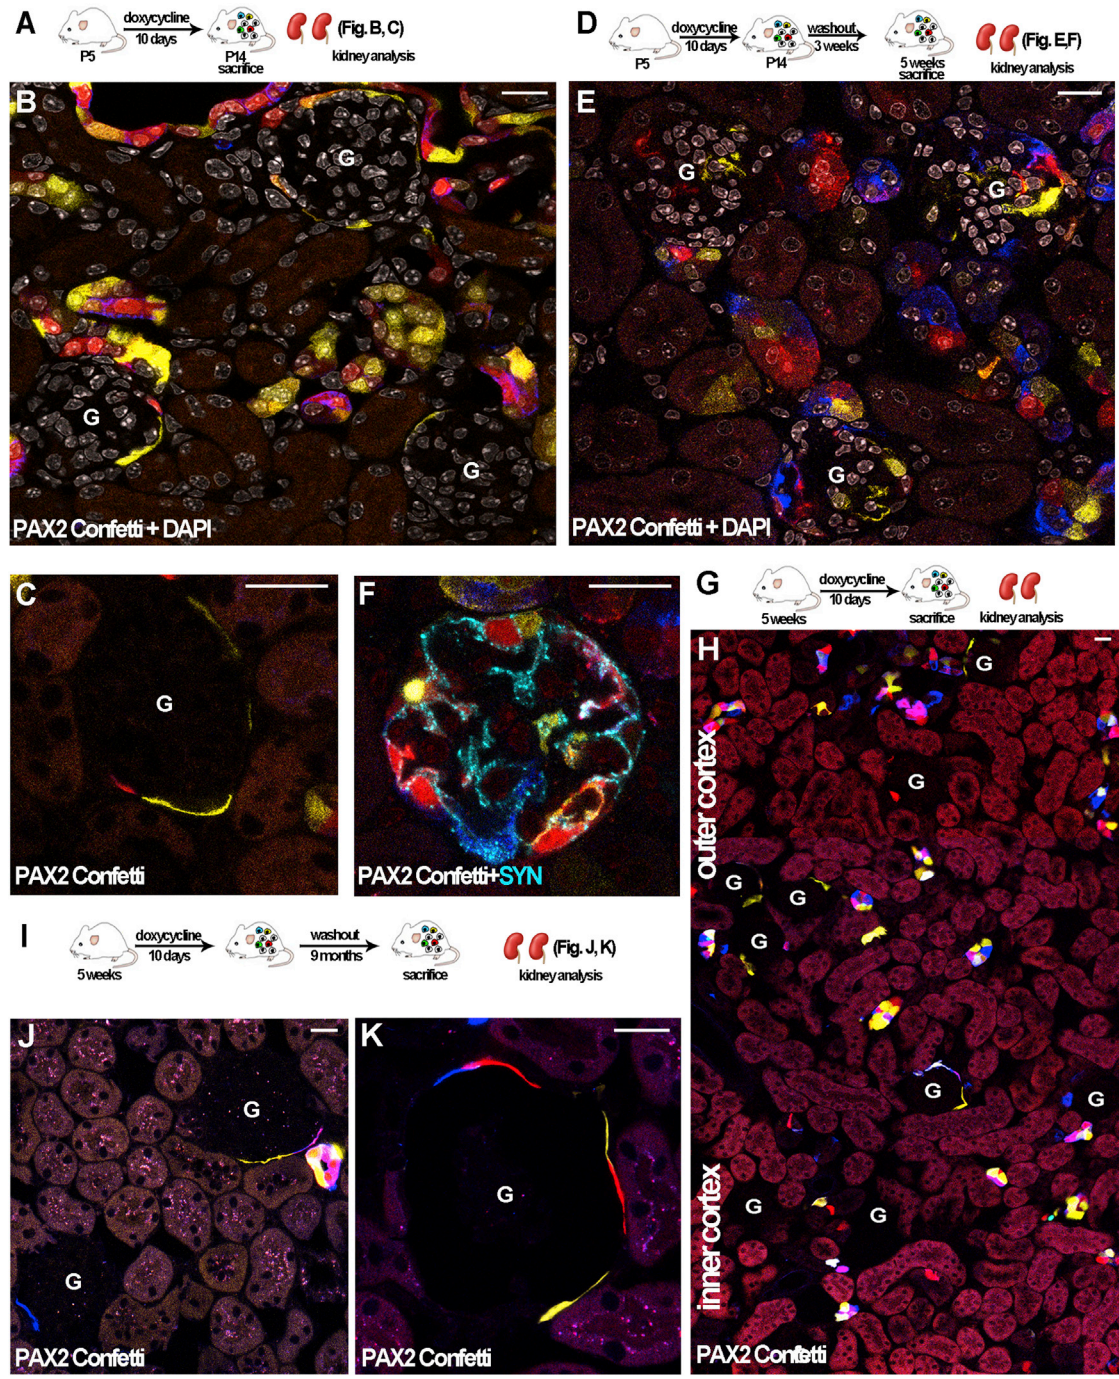 A
doxycycline
10 days
P5
P14
sacrifice
(Fig. B, C)
kidney analysis
D
doxycycline
10 days
washout
3 weeks
P5
P14
5 weeks
sacrifice
(Fig. E,F)
kidney analysis
B
G
G
G
PAX2 Confetti + DAPI
E
G
G
G
PAX2 Confetti + DAPI
C
G
PAX2 Confetti
F
PAX2 Confetti+SYN
G
doxycycline
10 days
5 weeks
sacrifice
kidney analysis
H
outer cortex
inner cortex
G
G
G
G
G
G
G
G
G
PAX2 Confetti
I
doxycycline
10 days
washout
9 months
5 weeks
sacrifice
(Fig. J, K)
kidney analysis
J
G
G
PAX2 Confetti
K
G
PAX2 Confetti